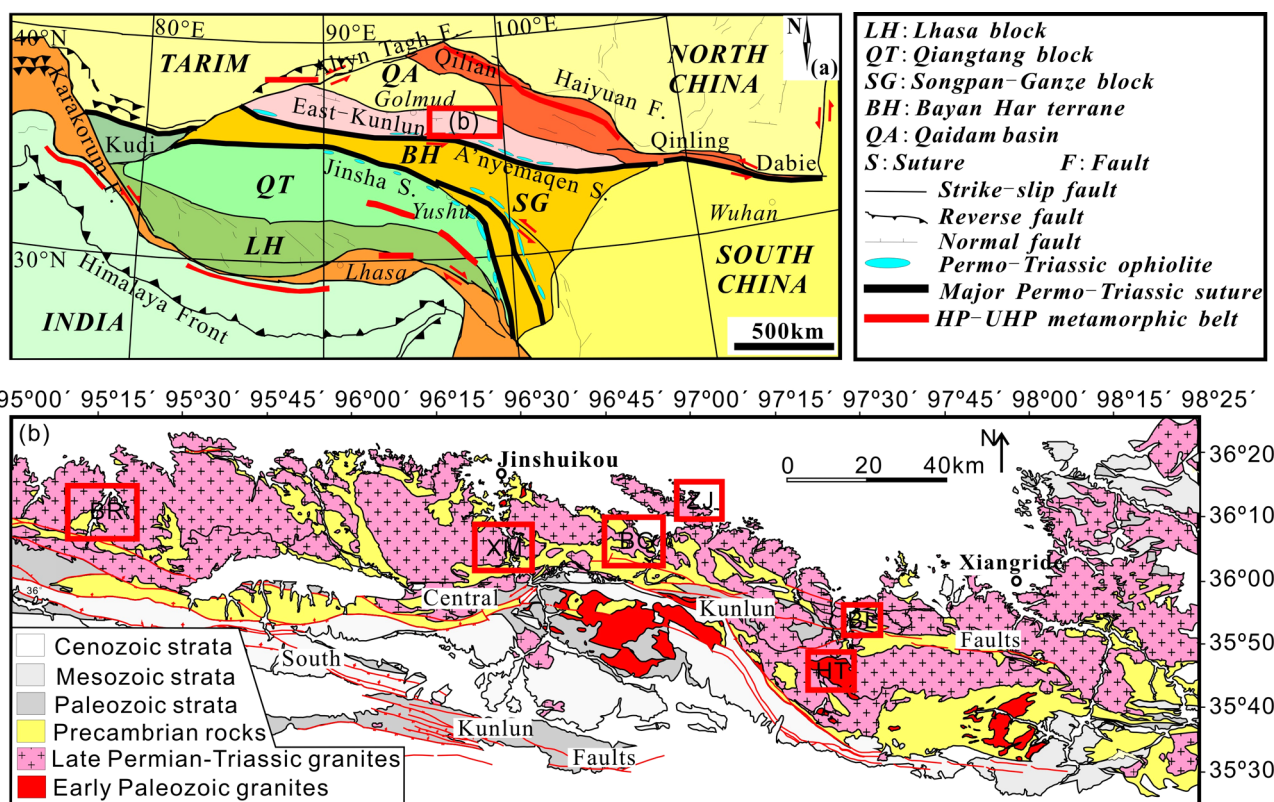 40°N
80°E
90°E
100°E
N
(a)
TARIM
Altyn Tagh F.
QA
Qilian
NORTH
CHINA
Karakorun F.
Golmud
Haiyuan F.
East-Kunlun
(b)
Kudi
BH
A'nyemaqen S.
Qinling
Dabie
QT
Jinsha S.
SG
Yushu
Wuhan
LH
30°N
Lhasa
SOUTH
CHINA
Himalaya Front
INDIA
500km
LH:Lhasa block
QT:Qiangtang block
SG:Songpan-Ganze block
BH:Bayan Har terrane
QA:Qaidam basin
S:Suture F:Fault
Strike-slip fault
Reverse fault
Normal fault
Permo-Triassic ophiolite
Major Permo-Triassic suture
HP-UHP metamorphic belt
95°00′ 95°15 95°30 95°45′ 96°00′ 96°15′ 96°30′ 96°45′ 97°00′ 97°15′ 97°30′ 97°45′ 98°00′ 98°15′ 98°25′
(b)
Jinshuikou
N
0 20 40km
36°20
BR
ZJ
36°10
XM
BG
Xiangride
36°00
36°
Central
Kunlun
Faults
35°50
South
HT
35°40
Kunlun
Faults
35°30
Cenozoic strata
Mesozoic strata
Paleozoic strata
Precambrian rocks
Late Permian-Triassic granites
Early Paleozoic granites